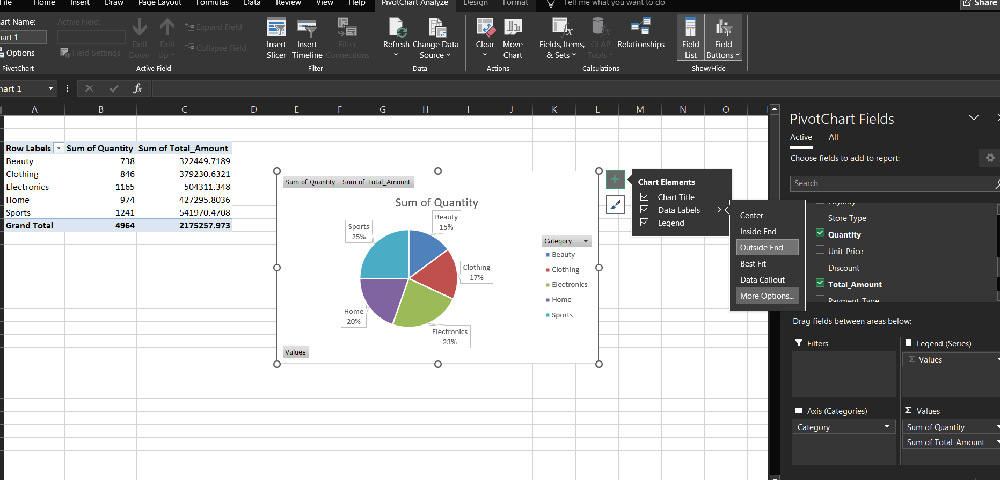 File Home Insert Draw Page Layout Formulas Data Review View Help PivotChart Analyze Design Format Tell me what you want to do Share
art Name:
nart 1
Options
PivotChart
Active Field:
Field Settings
Drill Down
Drill Up
Expand Field
Collapse Field
Active Field
Insert Slicer
Insert Timeline
Filter Connections
Filter
Refresh
Change Data Source
Data
Clear
Move Chart
Actions
Fields, Items, & Sets
OLAP Tools
Relationships
Calculations
Field List
Field Buttons
Show/Hide
nart 1
fx
A B C D E F G H I J K L M N O
Row Labels Sum of Quantity Sum of Total_Amount
Beauty 738 322449.7189
Clothing 846 379230.6321
Electronics 1165 504311.348
Home 974 427295.8036
Sports 1241 541970.4708
Grand Total 4964 2175257.973
Sum of Quantity Sum of Total_Amount
Sum of Quantity
Beauty
15%
Sports
25%
Clothing
17%
Home
20%
Electronics
23%
Category
Beauty
Clothing
Electronics
Home
Sports
Values
Chart Elements
Chart Title
Data Labels
Legend
Center
Inside End
Outside End
Best Fit
Data Callout
More Options...
PivotChart Fields
Active All
Choose fields to add to report:
Search
Loyalty
Store Type
Quantity
Unit_Price
Discount
Total_Amount
Payment_Type
Drag fields between areas below:
Filters
Legend (Series)
Σ Values
Axis (Categories)
Category
Σ Values
Sum of Quantity
Sum of Total_Amount